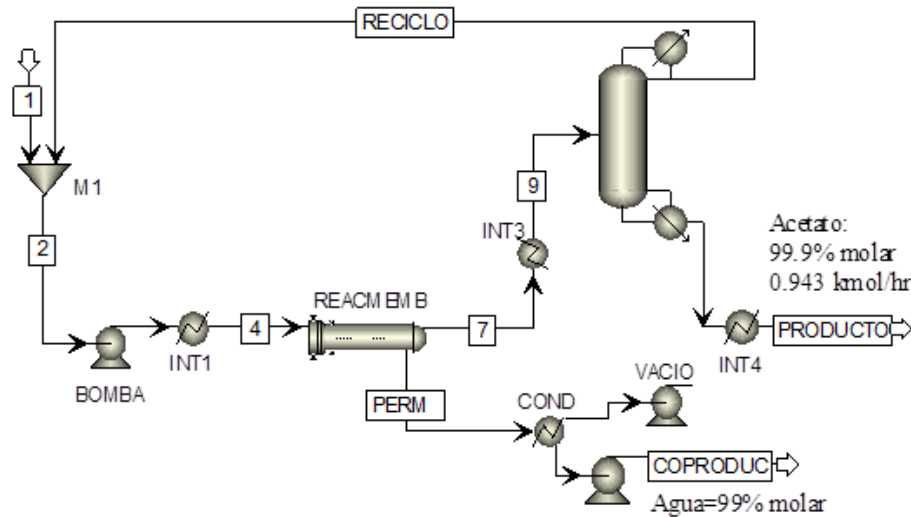 RECICLO
1
M1
2
BOMBA
INT1
4
REACMEMB
7
INT3
9
Acetato:
99.9% molar
0.943 kmol/hr
PRODUCTO
INT4
PERM
COND
VACIO
COPRODUC
Agua=99% molar